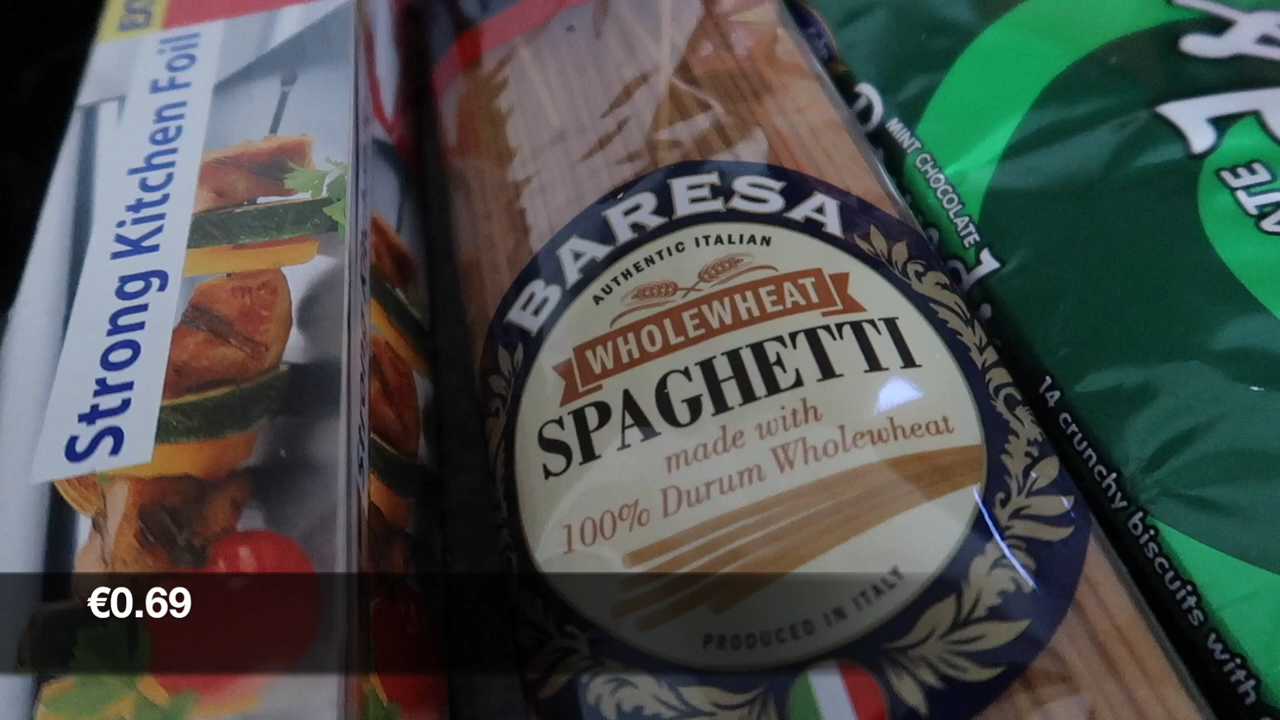 Strong Kitchen Foil
BARESA
AUTHENTIC ITALIAN
WHOLEWHEAT
SPAGHETTI
made with
100% Durum Wholewheat
PRODUCED IN ITALY
MINT CHOCOLATE
14 crunchy biscuits with
€0.69